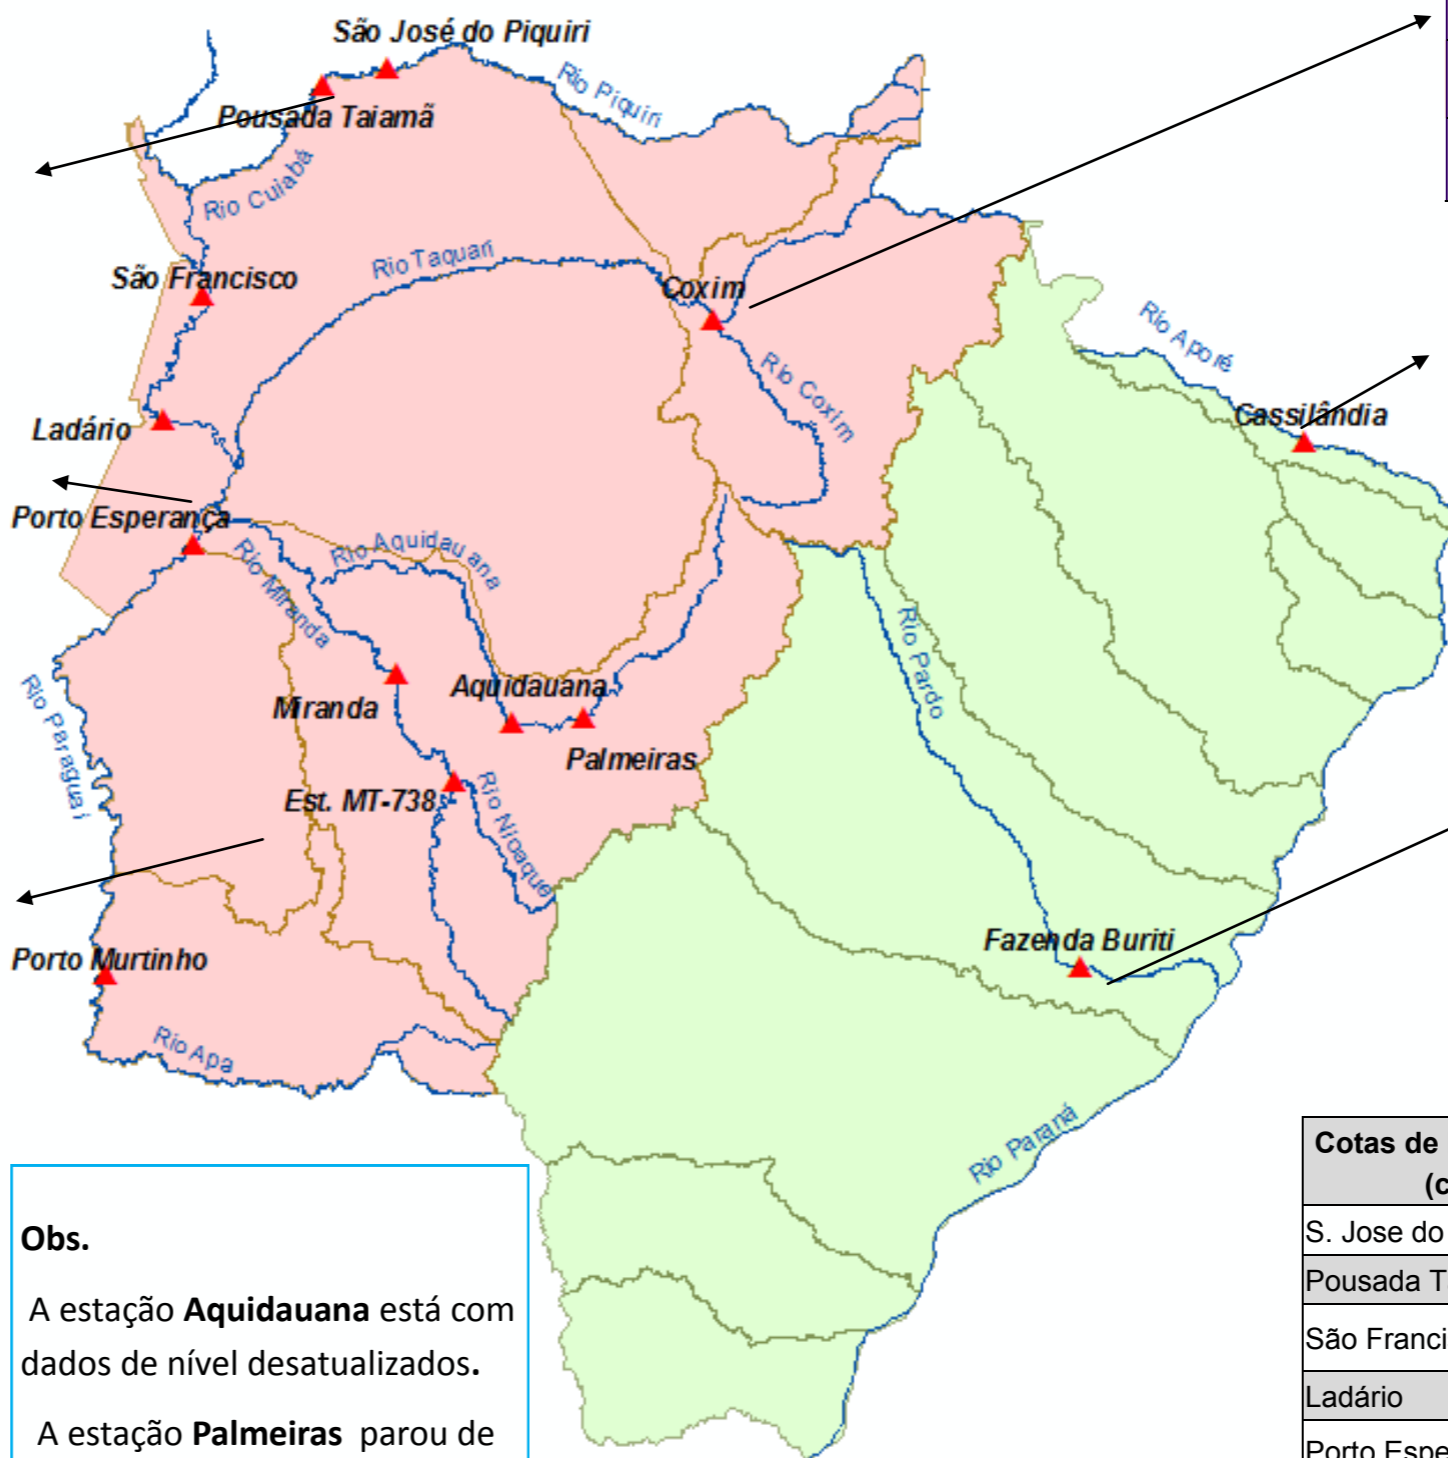 São José do Piquiri
Rio Piquiri
Pousada Taiamã
Rio Cuiabá
Rio Taquari
São Francisco
Coxim
Rio Aporé
Rio Coxim
Cassilândia
Ladário
Porto Esperança
Rio Aquidauana
Rio Miranda
Rio Pardo
Rio Paraguai
Miranda
Aquidauana
Palmeiras
Est. MT-738
Rio Nioaque
Fazenda Buriti
Porto Murtinho
Rio Apa
Rio Paraná
Obs.
A estação Aquidauana está com
dados de nível desatualizados.
A estação Palmeiras parou de
Cotas de
(c
S. Jose do
Pousada T
São Franci
Ladário
Porto Espe